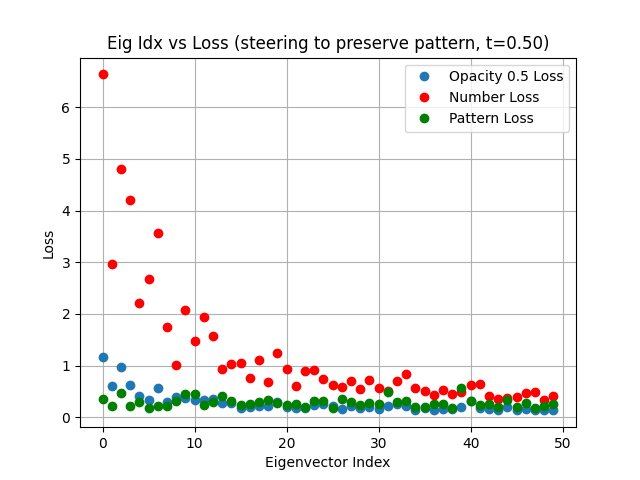 Eig Idx vs Loss (steering to preserve pattern, t=0.50)
Opacity 0.5 Loss
Number Loss
Pattern Loss
Loss
6
5
4
3
2
1
0
0 10 20 30 40 50
Eigenvector Index